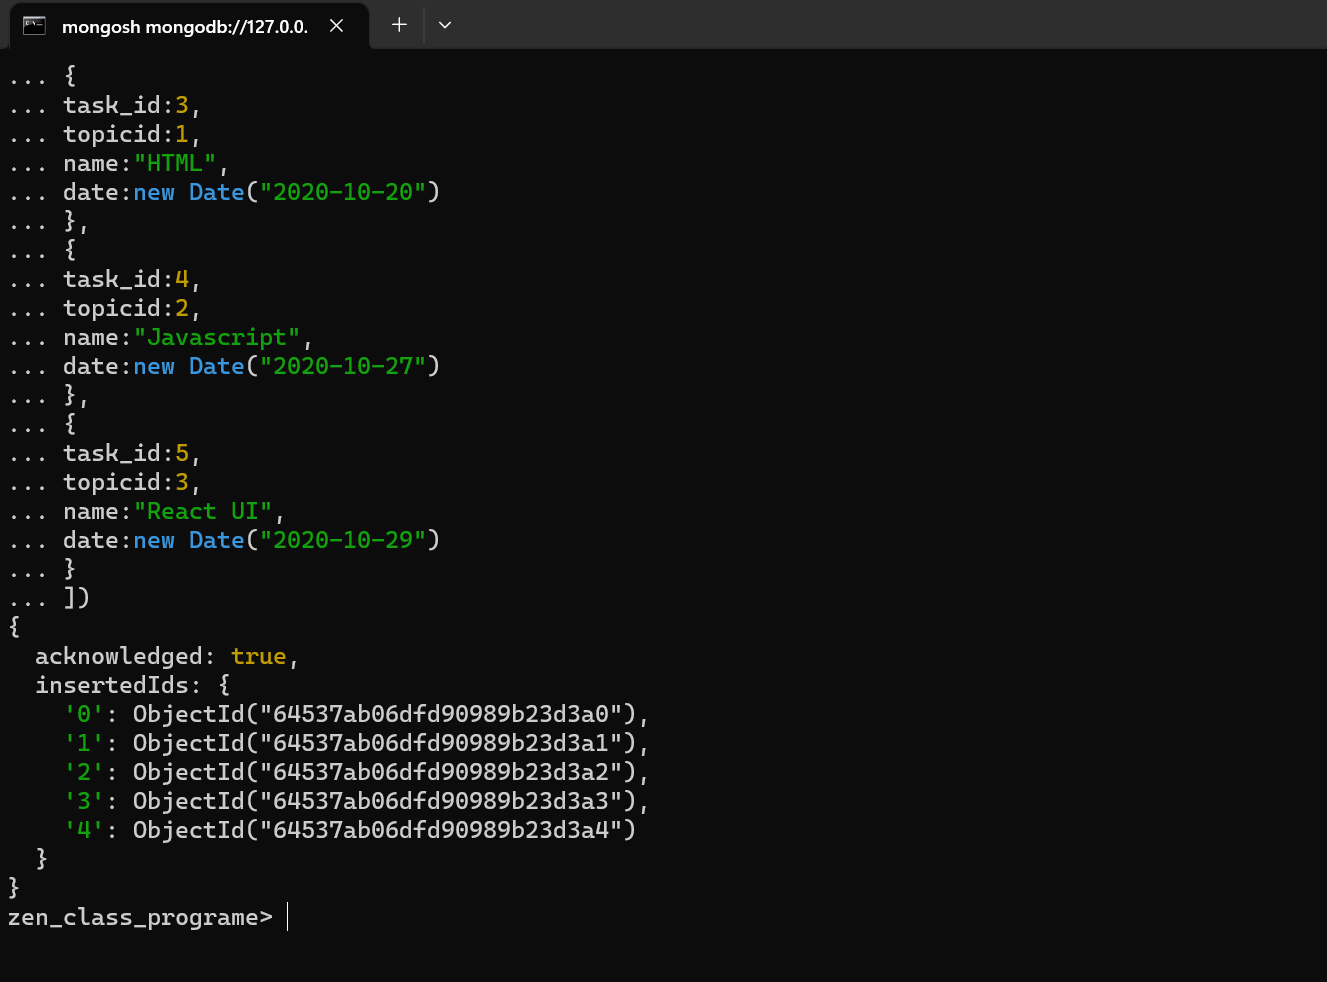 mongosh mongodb://127.0.0.
... {
... task_id:3,
... topicid:1,
... name:"HTML",
... date:new Date("2020-10-20")
... },
... {
... task_id:4,
... topicid:2,
... name:"Javascript",
... date:new Date("2020-10-27")
... },
... {
... task_id:5,
... topicid:3,
... name:"React UI",
... date:new Date("2020-10-29")
... }
... ])
{
  acknowledged: true,
  insertedIds: {
    '0': ObjectId("64537ab06dfd90989b23d3a0"),
    '1': ObjectId("64537ab06dfd90989b23d3a1"),
    '2': ObjectId("64537ab06dfd90989b23d3a2"),
    '3': ObjectId("64537ab06dfd90989b23d3a3"),
    '4': ObjectId("64537ab06dfd90989b23d3a4")
  }
}
zen_class_programe>